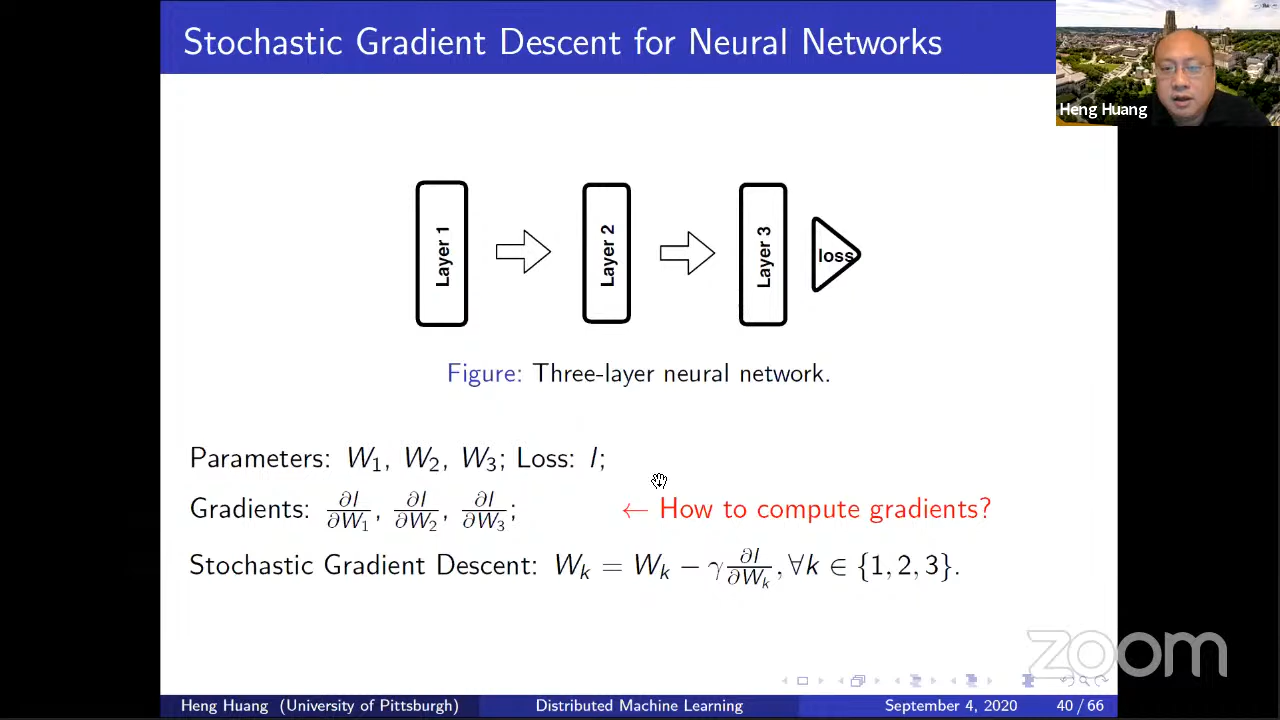 Stochastic Gradient Descent for Neural Networks
Heng Huang
Layer 1
Layer 2
Layer 3
loss
Figure: Three-layer neural network.
Parameters: W₁, W₂, W₃; Loss: l;
Gradients: ∂l/∂W₁, ∂l/∂W₂, ∂l/∂W₃; ← How to compute gradients?
Stochastic Gradient Descent: Wₖ = Wₖ − γ ∂l/∂Wₖ, ∀k ∈ {1, 2, 3}.
zoom
Heng Huang (University of Pittsburgh) Distributed Machine Learning September 4, 2020 40 / 66